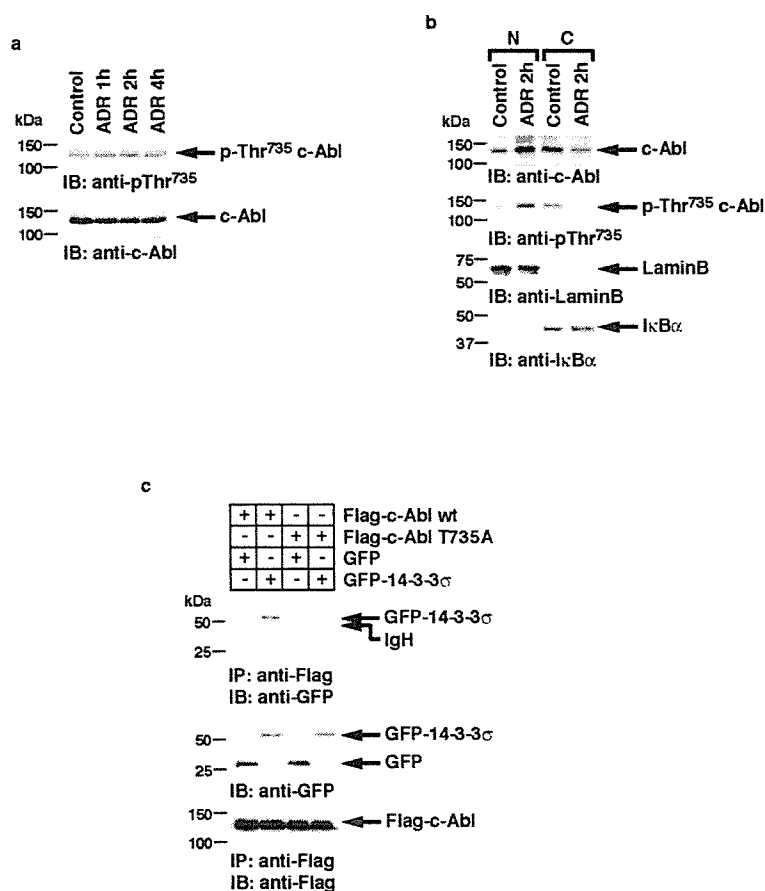 a
Control
ADR 1h
ADR 2h
ADR 4h
kDa
150
100
p-Thr735 c-Abl
IB: anti-pThr735
150
100
c-Abl
IB: anti-c-Abl
b
N C
Control
ADR 2h
Control
ADR 2h
kDa
150
100
c-Abl
IB: anti-c-Abl
150
100
p-Thr735 c-Abl
IB: anti-pThr735
75
50
LaminB
IB: anti-LaminB
50
37
IκBα
IB: anti-IκBα
c
+ + - - Flag-c-Abl wt
- - + + Flag-c-Abl T735A
+ - + - GFP
- + - + GFP-14-3-3σ
kDa
50
25
GFP-14-3-3σ
IgH
IP: anti-Flag
IB: anti-GFP
50
25
GFP-14-3-3σ
GFP
IB: anti-GFP
150
100
Flag-c-Abl
IP: anti-Flag
IB: anti-Flag